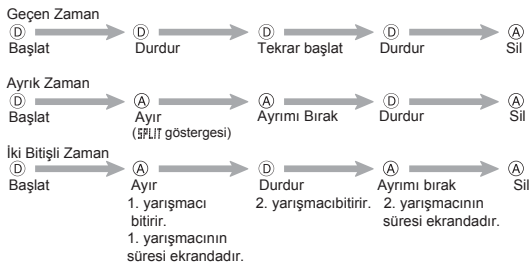 Geçen Zaman
D D D D A
Başlat Durdur Tekrar başlat Durdur Sil
Ayrık Zaman
D A A D A
Başlat Ayır Ayrımı Bırak Durdur Sil
(SPLIT göstergesi)
İki Bitişli Zaman
D A D A A
Başlat Ayır Durdur Ayrımı bırak Sil
1. yarışmacı 2. yarışmacıbitirir. 2. yarışmacının
bitirir. süresi ekrandadır.
1. yarışmacının
süresi ekrandadır.